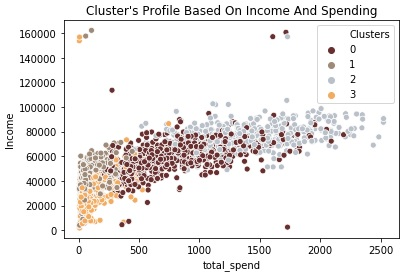 Cluster's Profile Based On Income And Spending
Income
160000
140000
120000
100000
80000
60000
40000
20000
0
Clusters
0
1
2
3
0 500 1000 1500 2000 2500
total_spend